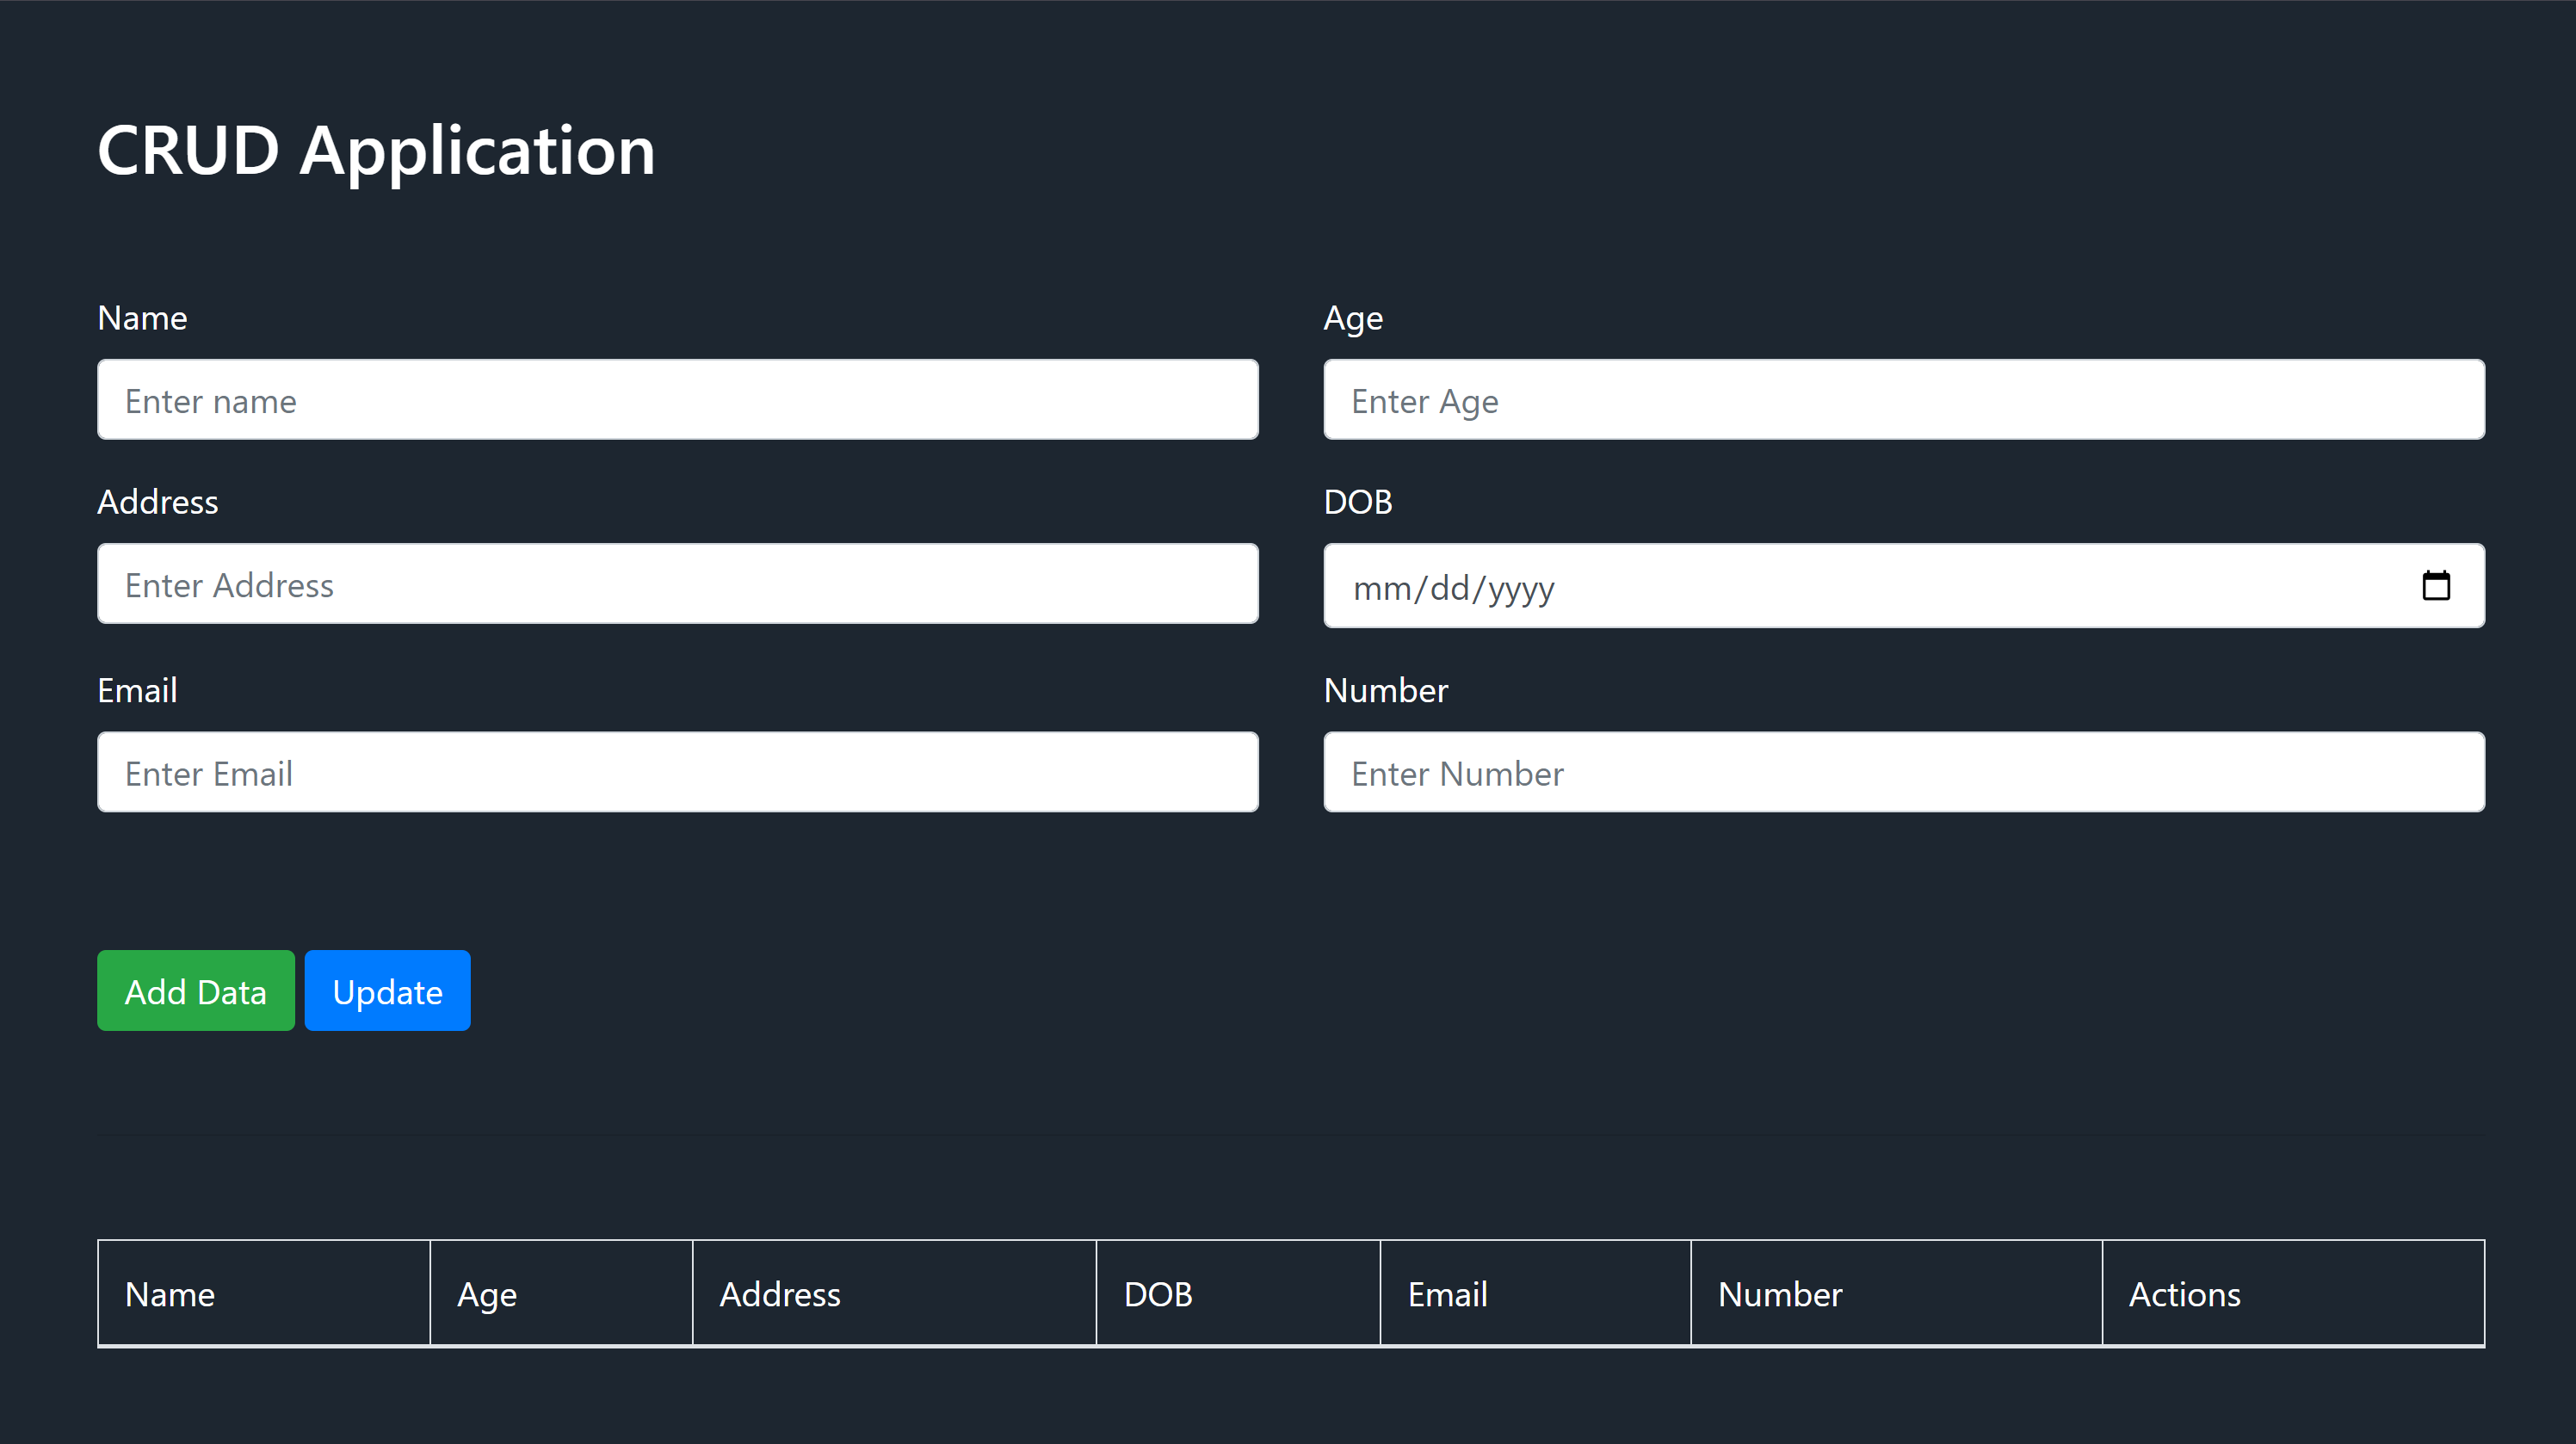 CRUD Application
Name
Age
Enter name
Enter Age
Address
DOB
Enter Address
mm/dd/yyyy
Email
Number
Enter Email
Enter Number
Add Data Update
Name Age Address DOB Email Number Actions